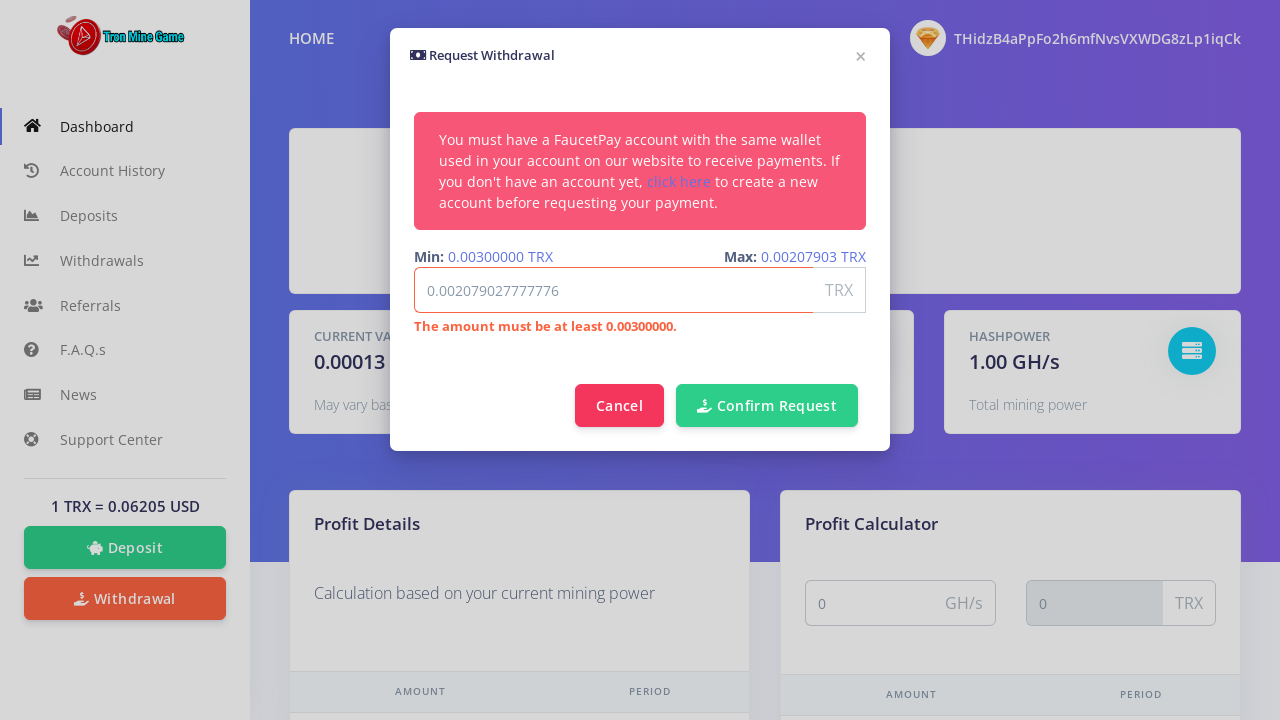 Tron Mine Game
HOME
THidzB4aPpFo2h6mfNvsVXWDG8zLp1iqCk
Dashboard
Account History
Deposits
Withdrawals
Referrals
F.A.Q.s
News
Support Center
1 TRX = 0.06205 USD
Deposit
Withdrawal
Request Withdrawal
×
You must have a FaucetPay account with the same wallet
used in your account on our website to receive payments. If
you don't have an account yet, click here to create a new
account before requesting your payment.
Min: 0.00300000 TRX
Max: 0.00207903 TRX
0.002079027777776 TRX
The amount must be at least 0.00300000.
Cancel
Confirm Request
CURRENT VA
0.00013
May vary bas
HASHPOWER
1.00 GH/s
Total mining power
Profit Details
Calculation based on your current mining power
AMOUNT PERIOD
Profit Calculator
0 GH/s
0 TRX
AMOUNT PERIOD